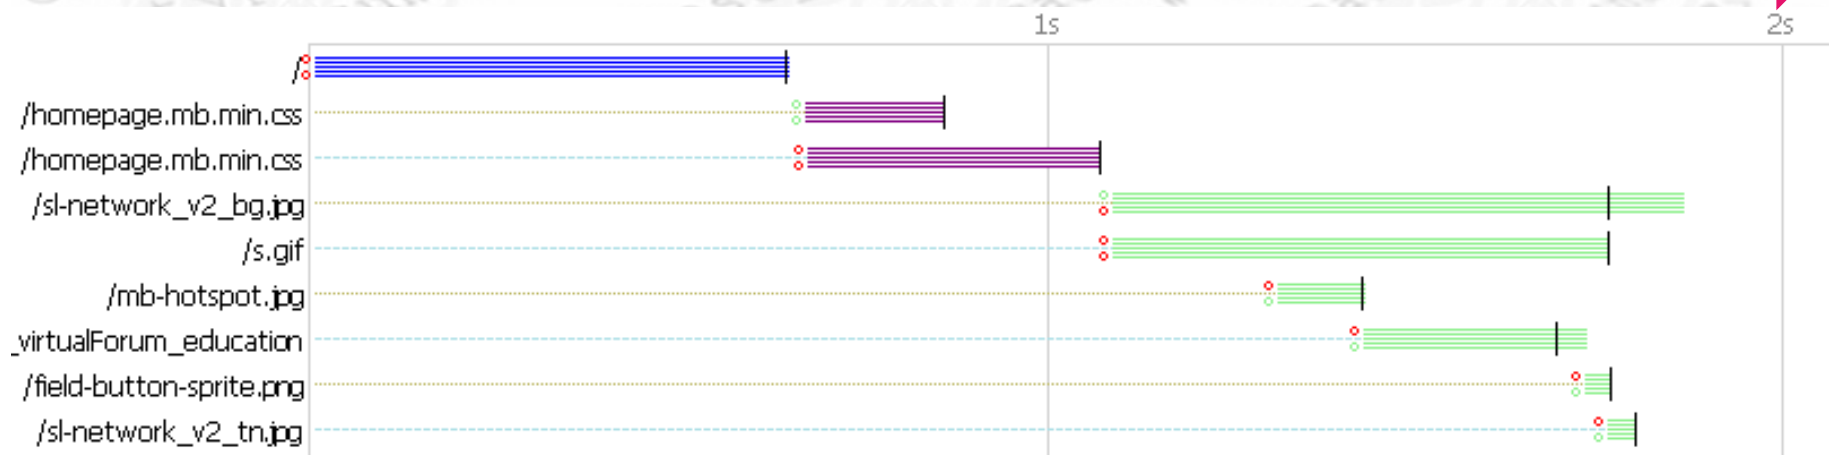 1s 2s
/
/homepage.mb.min.css
/homepage.mb.min.css
/sl-network_v2_bg.jpg
/s.gif
/mb-hotspot.jpg
_virtualForum_education
/field-button-sprite.png
/sl-network_v2_tn.jpg